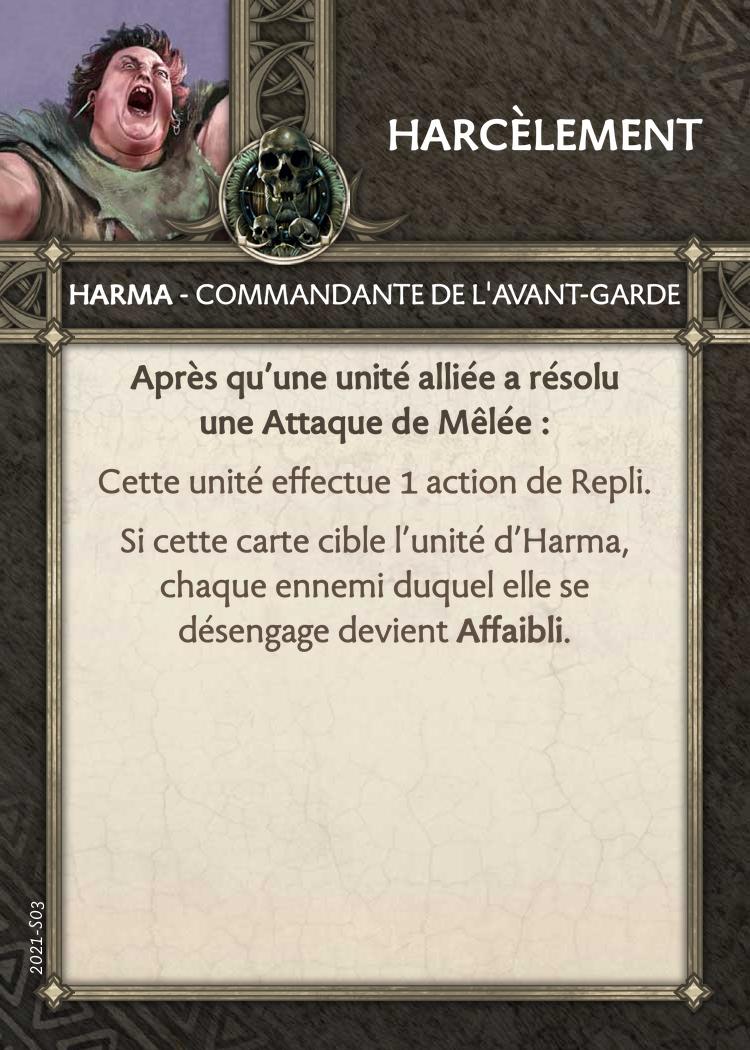 HARCÈLEMENT
HARMA - COMMANDANTE DE L'AVANT-GARDE
Après qu’une unité alliée a résolu
une Attaque de Mêlée :
Cette unité effectue 1 action de Repli.
Si cette carte cible l’unité d’Harma,
chaque ennemi duquel elle se
désengage devient Affaibli.
2021-S03